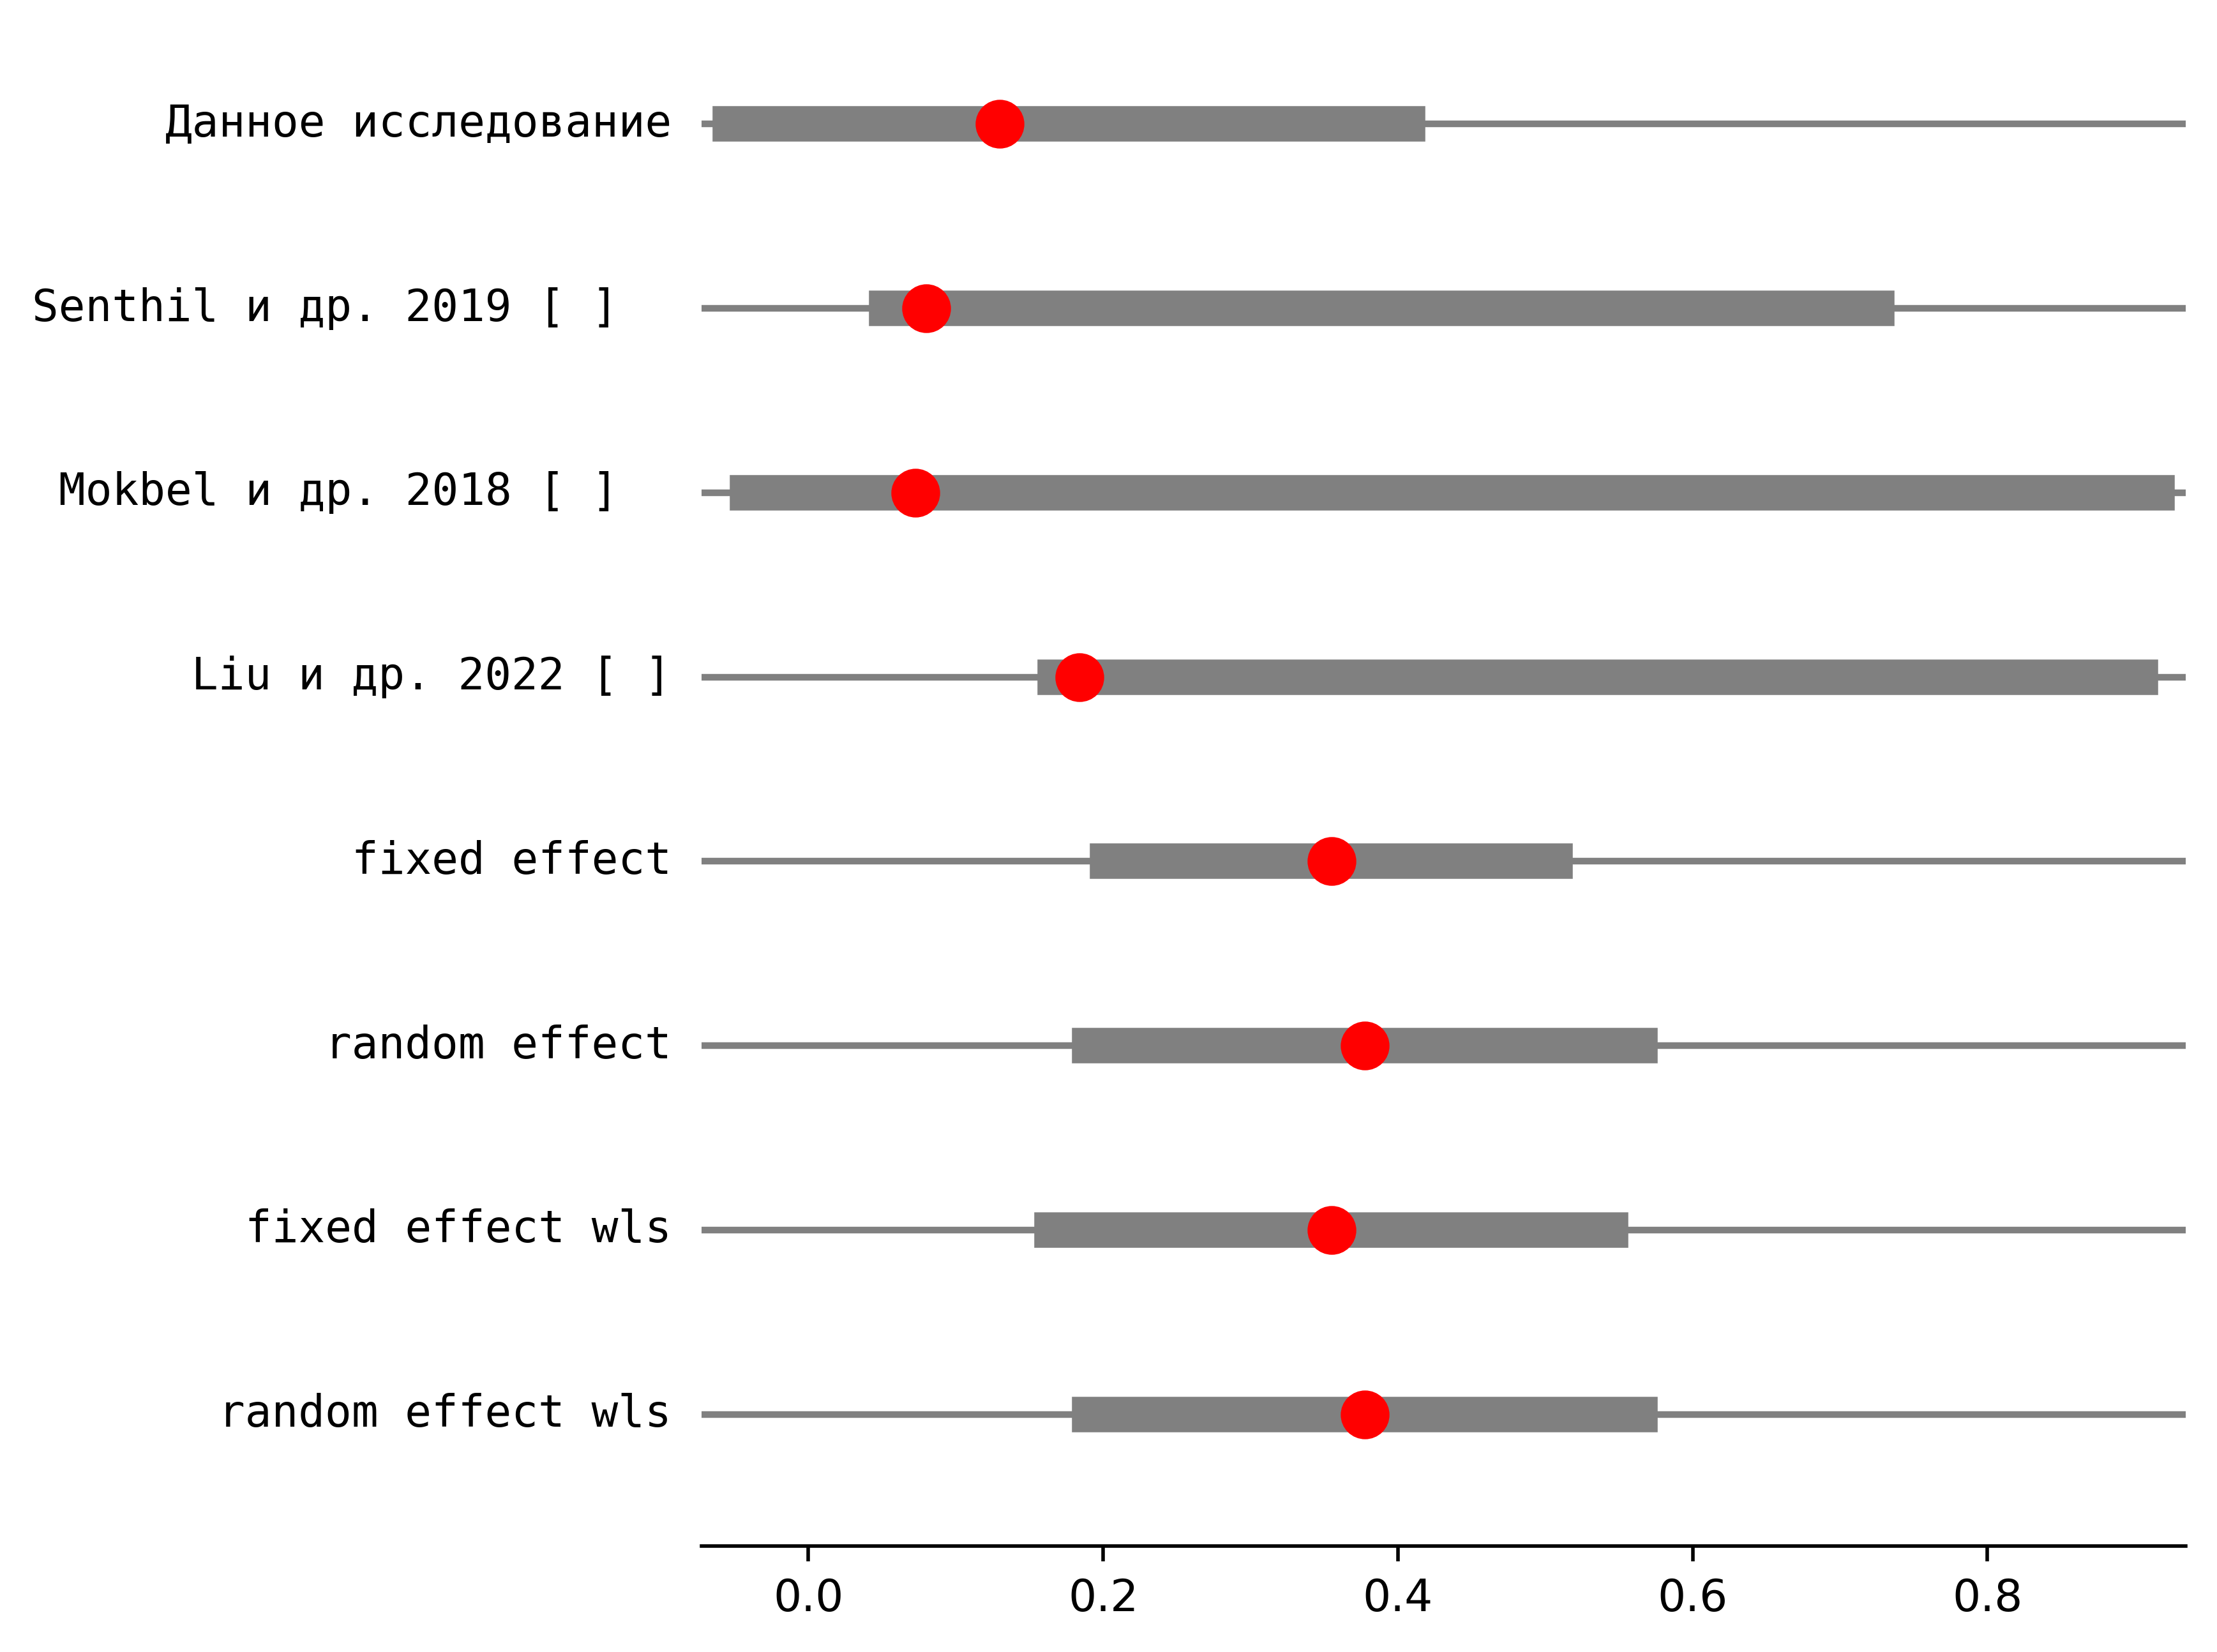 Данное исследование
Senthil и др. 2019 [ ]
Mokbel и др. 2018 [ ]
Liu и др. 2022 [ ]
fixed effect
random effect
fixed effect wls
random effect wls
0.0 0.2 0.4 0.6 0.8